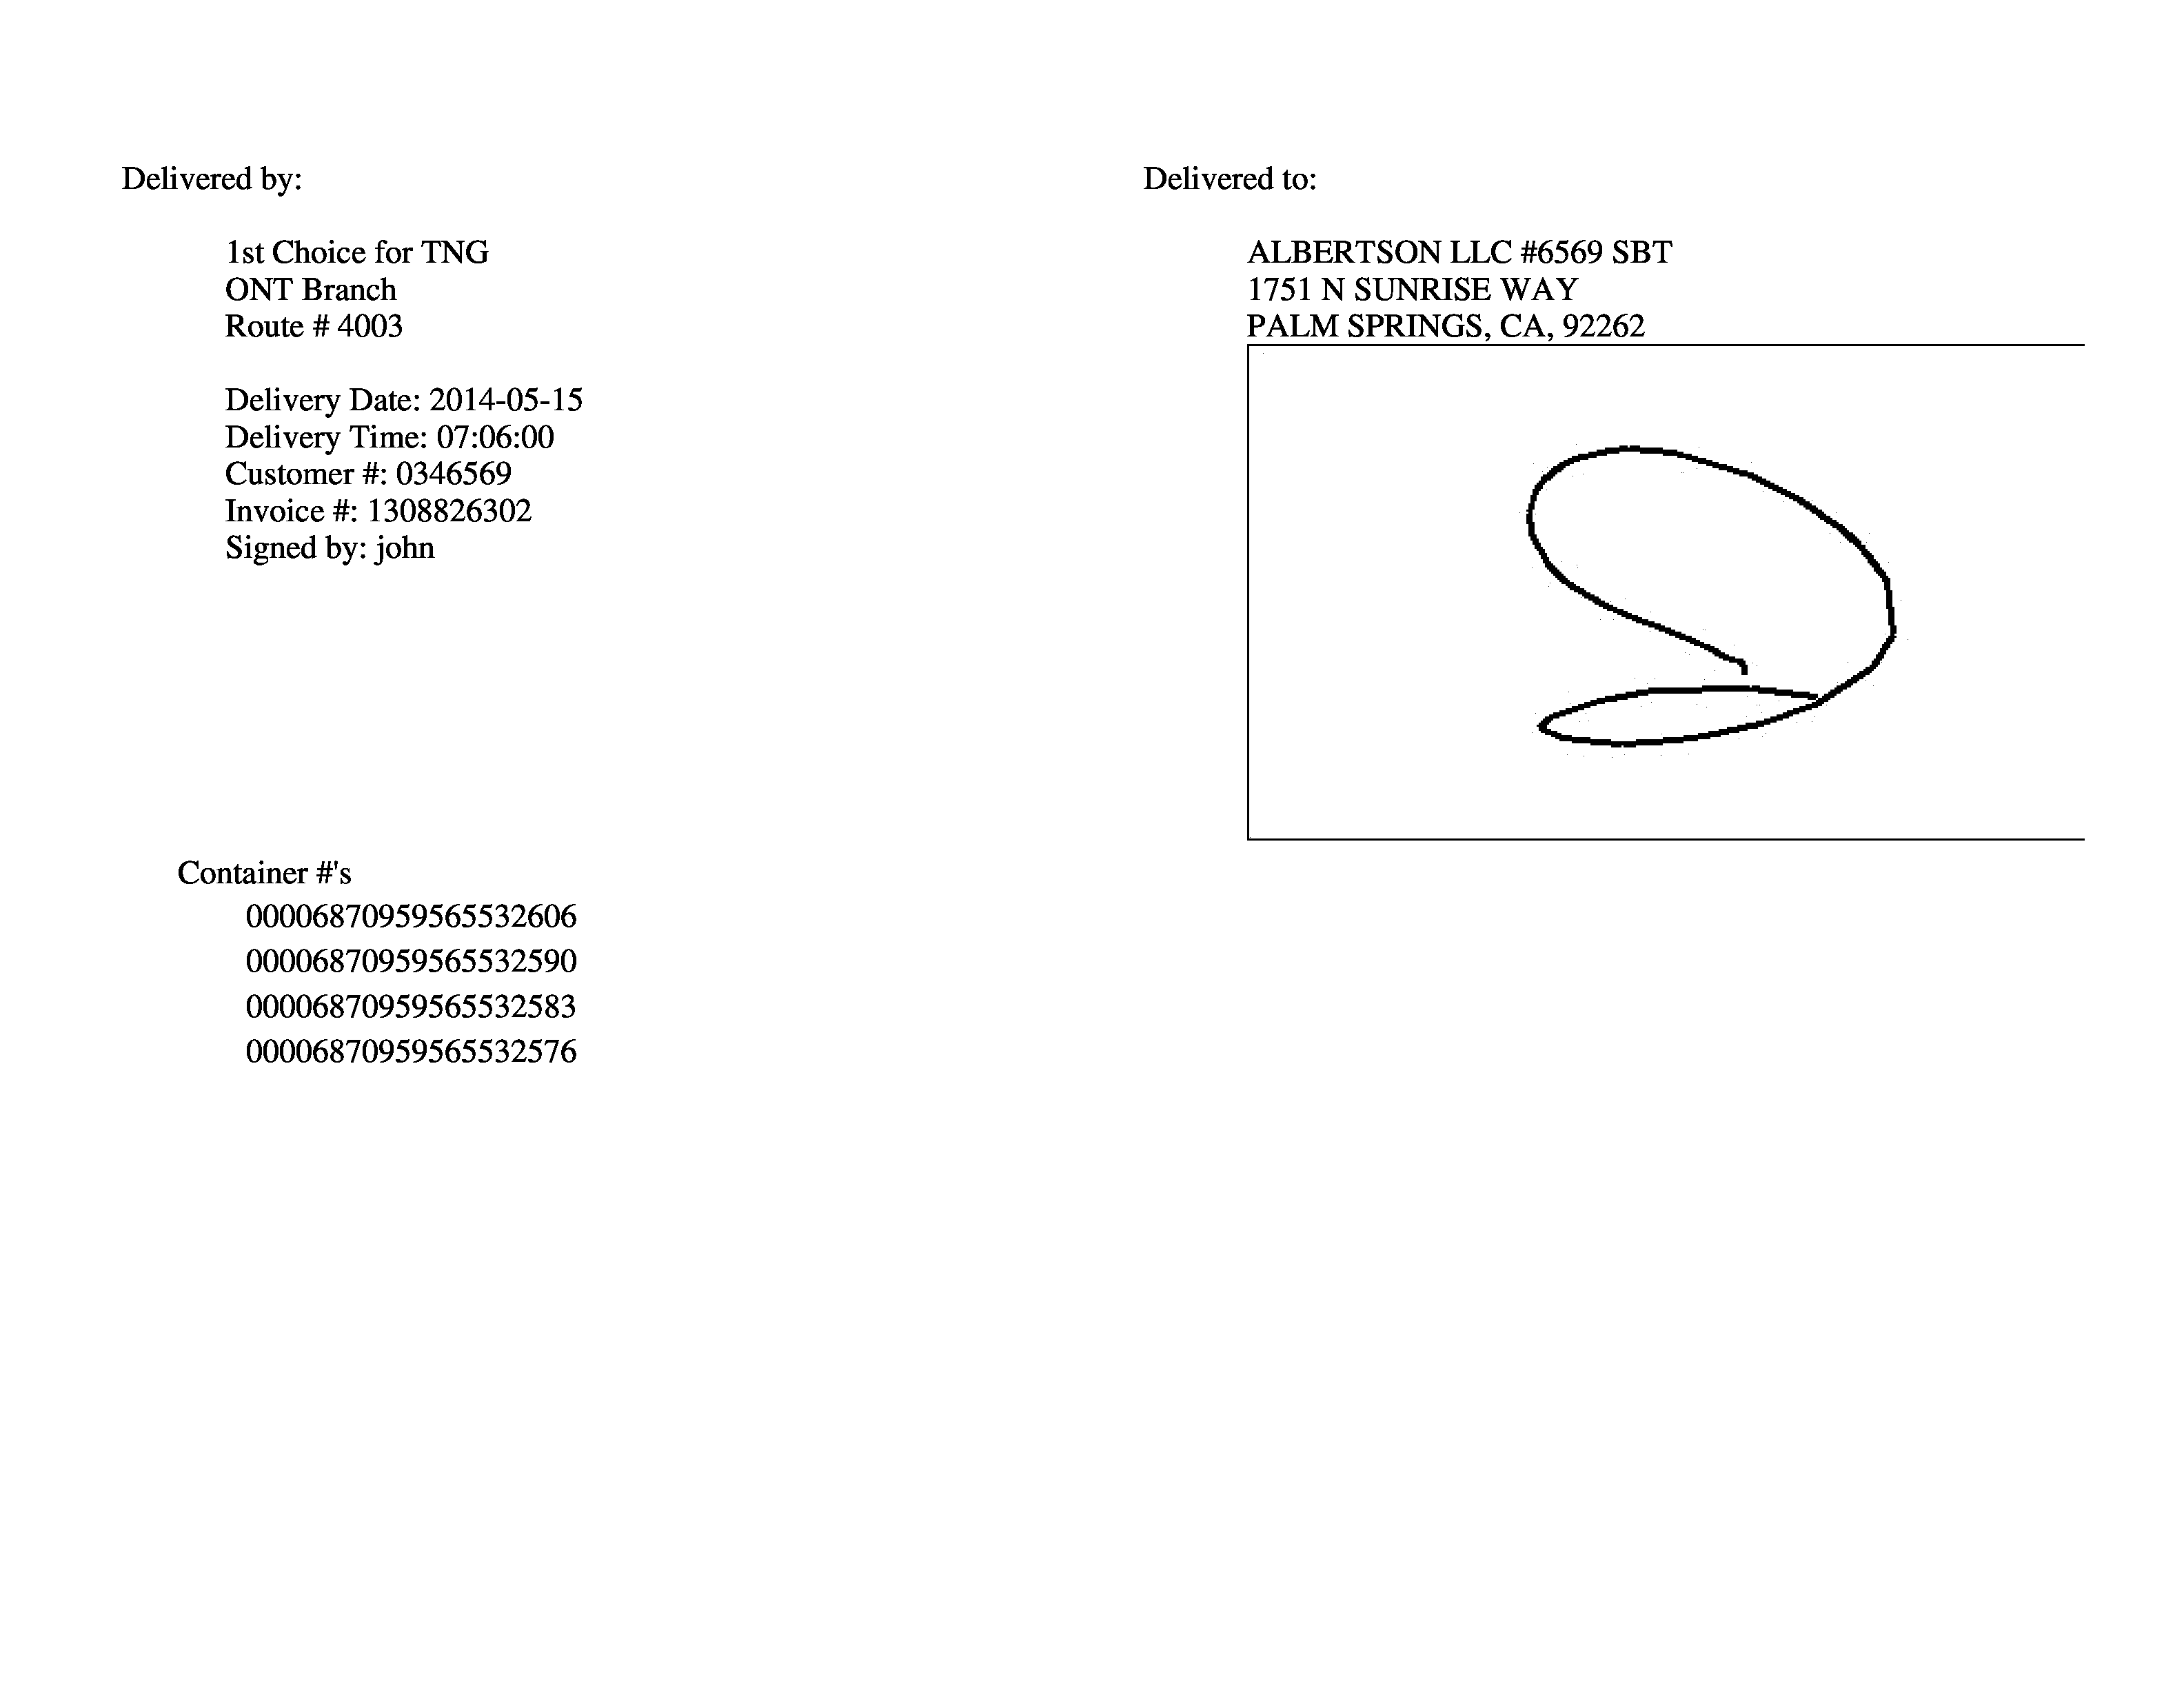 Delivered by:
1st Choice for TNG
ONT Branch
Route # 4003
Delivery Date: 2014-05-15
Delivery Time: 07:06:00
Customer #: 0346569
Invoice #: 1308826302
Signed by: john
Delivered to:
ALBERTSON LLC #6569 SBT
1751 N SUNRISE WAY
PALM SPRINGS, CA, 92262
Container #'s
00006870959565532606
00006870959565532590
00006870959565532583
00006870959565532576